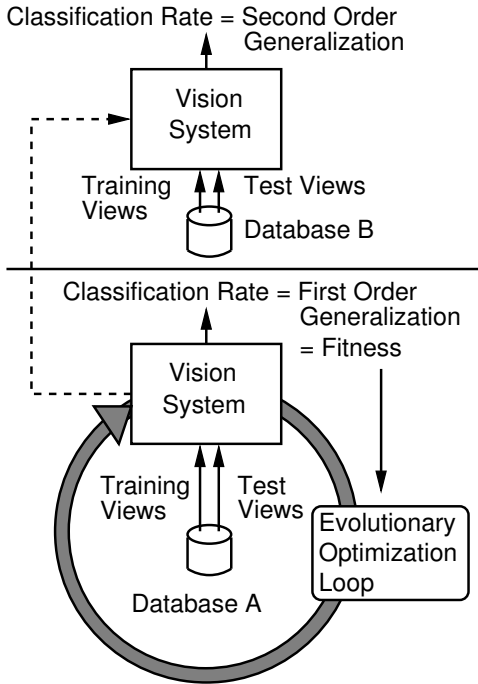 Classification Rate = Second Order
Generalization
Vision
System
Training
Views
Test Views
Database B
Classification Rate = First Order
Generalization
= Fitness
Vision
System
Training
Views
Test
Views
Evolutionary
Optimization
Loop
Database A